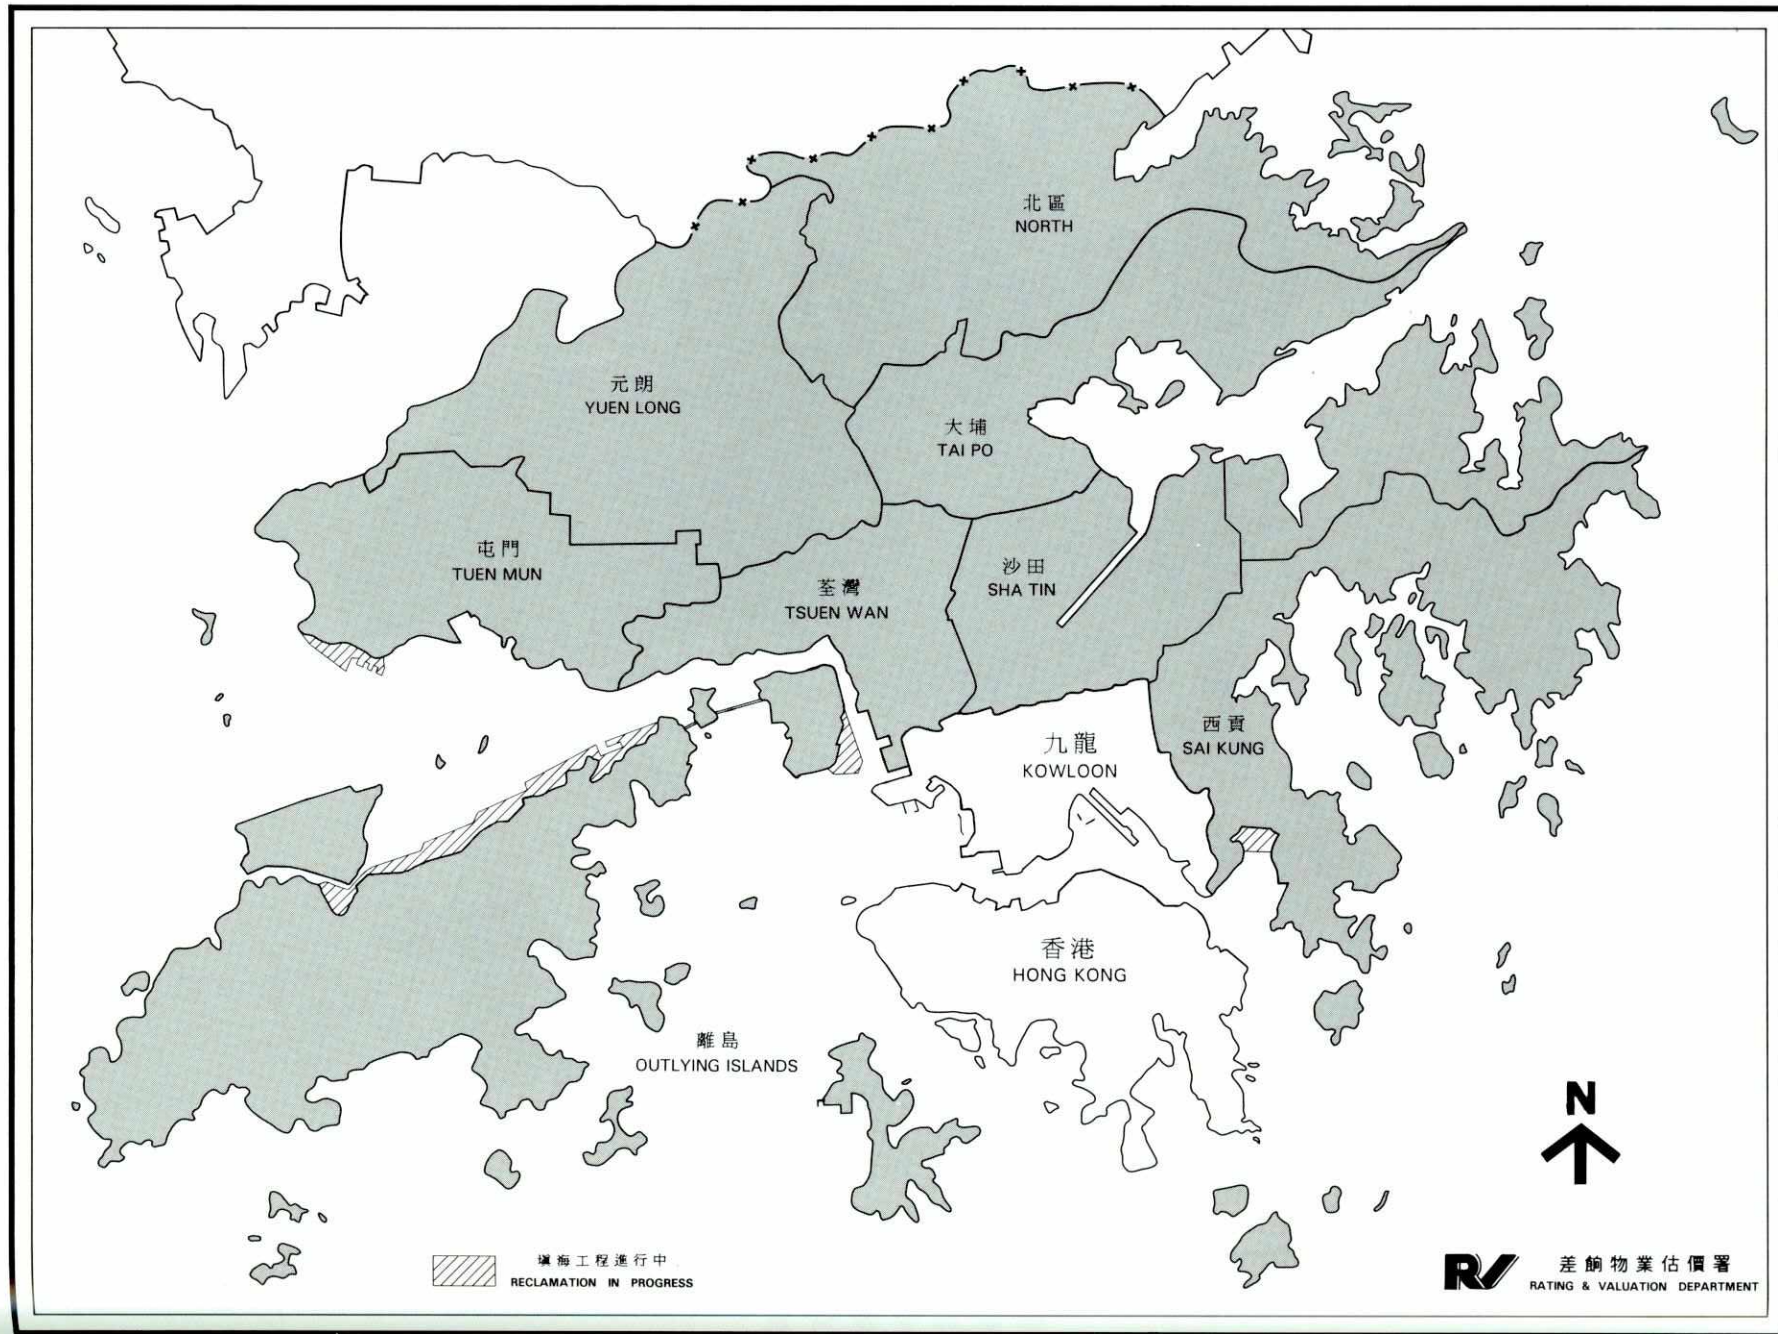 北區
NORTH
元朗
YUEN LONG
大埔
TAI PO
屯門
TUEN MUN
荃灣
TSUEN WAN
沙田
SHA TIN
西貢
SAI KUNG
九龍
KOWLOON
香港
HONG KONG
離島
OUTLYING ISLANDS
N
填海工程進行中
RECLAMATION IN PROGRESS
RV
差餉物業估價署
RATING & VALUATION DEPARTMENT